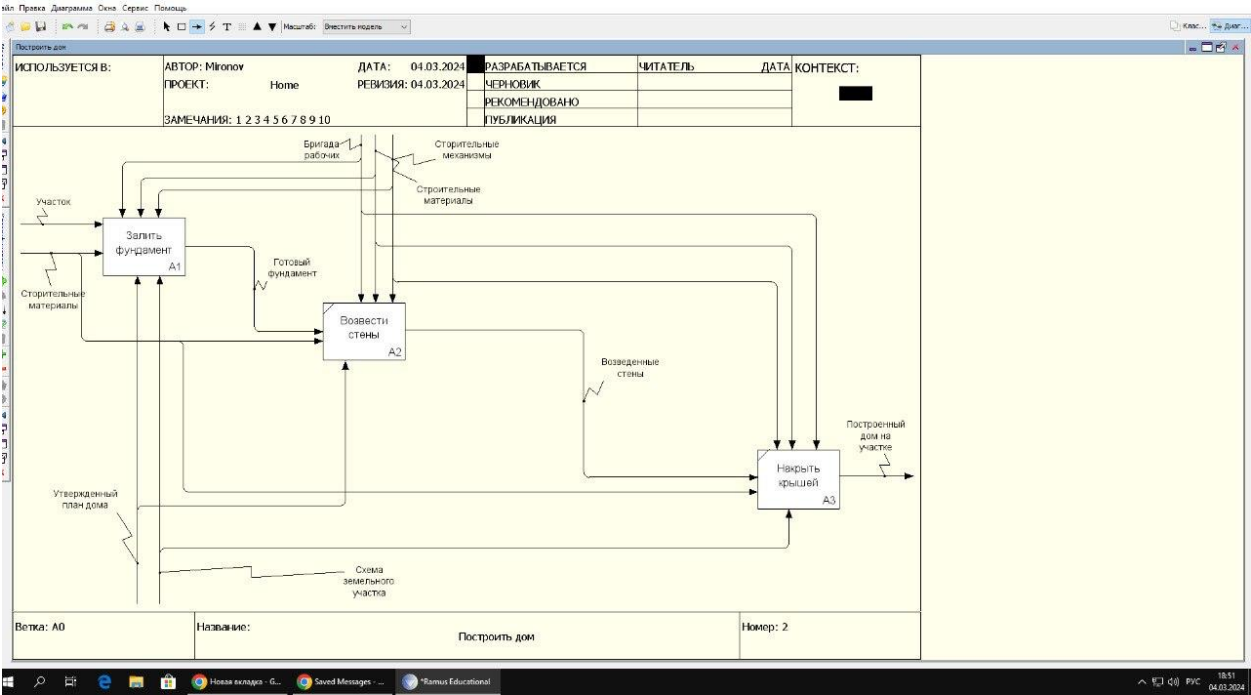 айл Правка Диаграмма Окна Сервис Помощь
Масштаб: Вместить модель
Клас... Диаг...
Построить дом
ИСПОЛЬЗУЕТСЯ В:
АВТОР: Mironov
ДАТА: 04.03.2024
ПРОЕКТ: Home
РЕВИЗИЯ: 04.03.2024
ЗАМЕЧАНИЯ: 1 2 3 4 5 6 7 8 9 10
РАЗРАБАТЫВАЕТСЯ
ЧЕРНОВИК
РЕКОМЕНДОВАНО
ПУБЛИКАЦИЯ
ЧИТАТЕЛЬ
ДАТА
КОНТЕКСТ:
Бригада
рабочих
Сторительные
механизмы
Строительные
материалы
Участок
Залить
фундамент
A1
Готовый
фундамент
Сторительные
материалы
Возвести
стены
A2
Возведенные
стены
Построенный
дом на
участке
Накрыть
крышей
A3
Утвержденный
план дома
Схема
земельного
участка
Ветка: A0
Название:
Построить дом
Номер: 2
Новая вкладка - G...
Saved Messages - ...
*Ramus Educational
РУС
18:51
04.03.2024